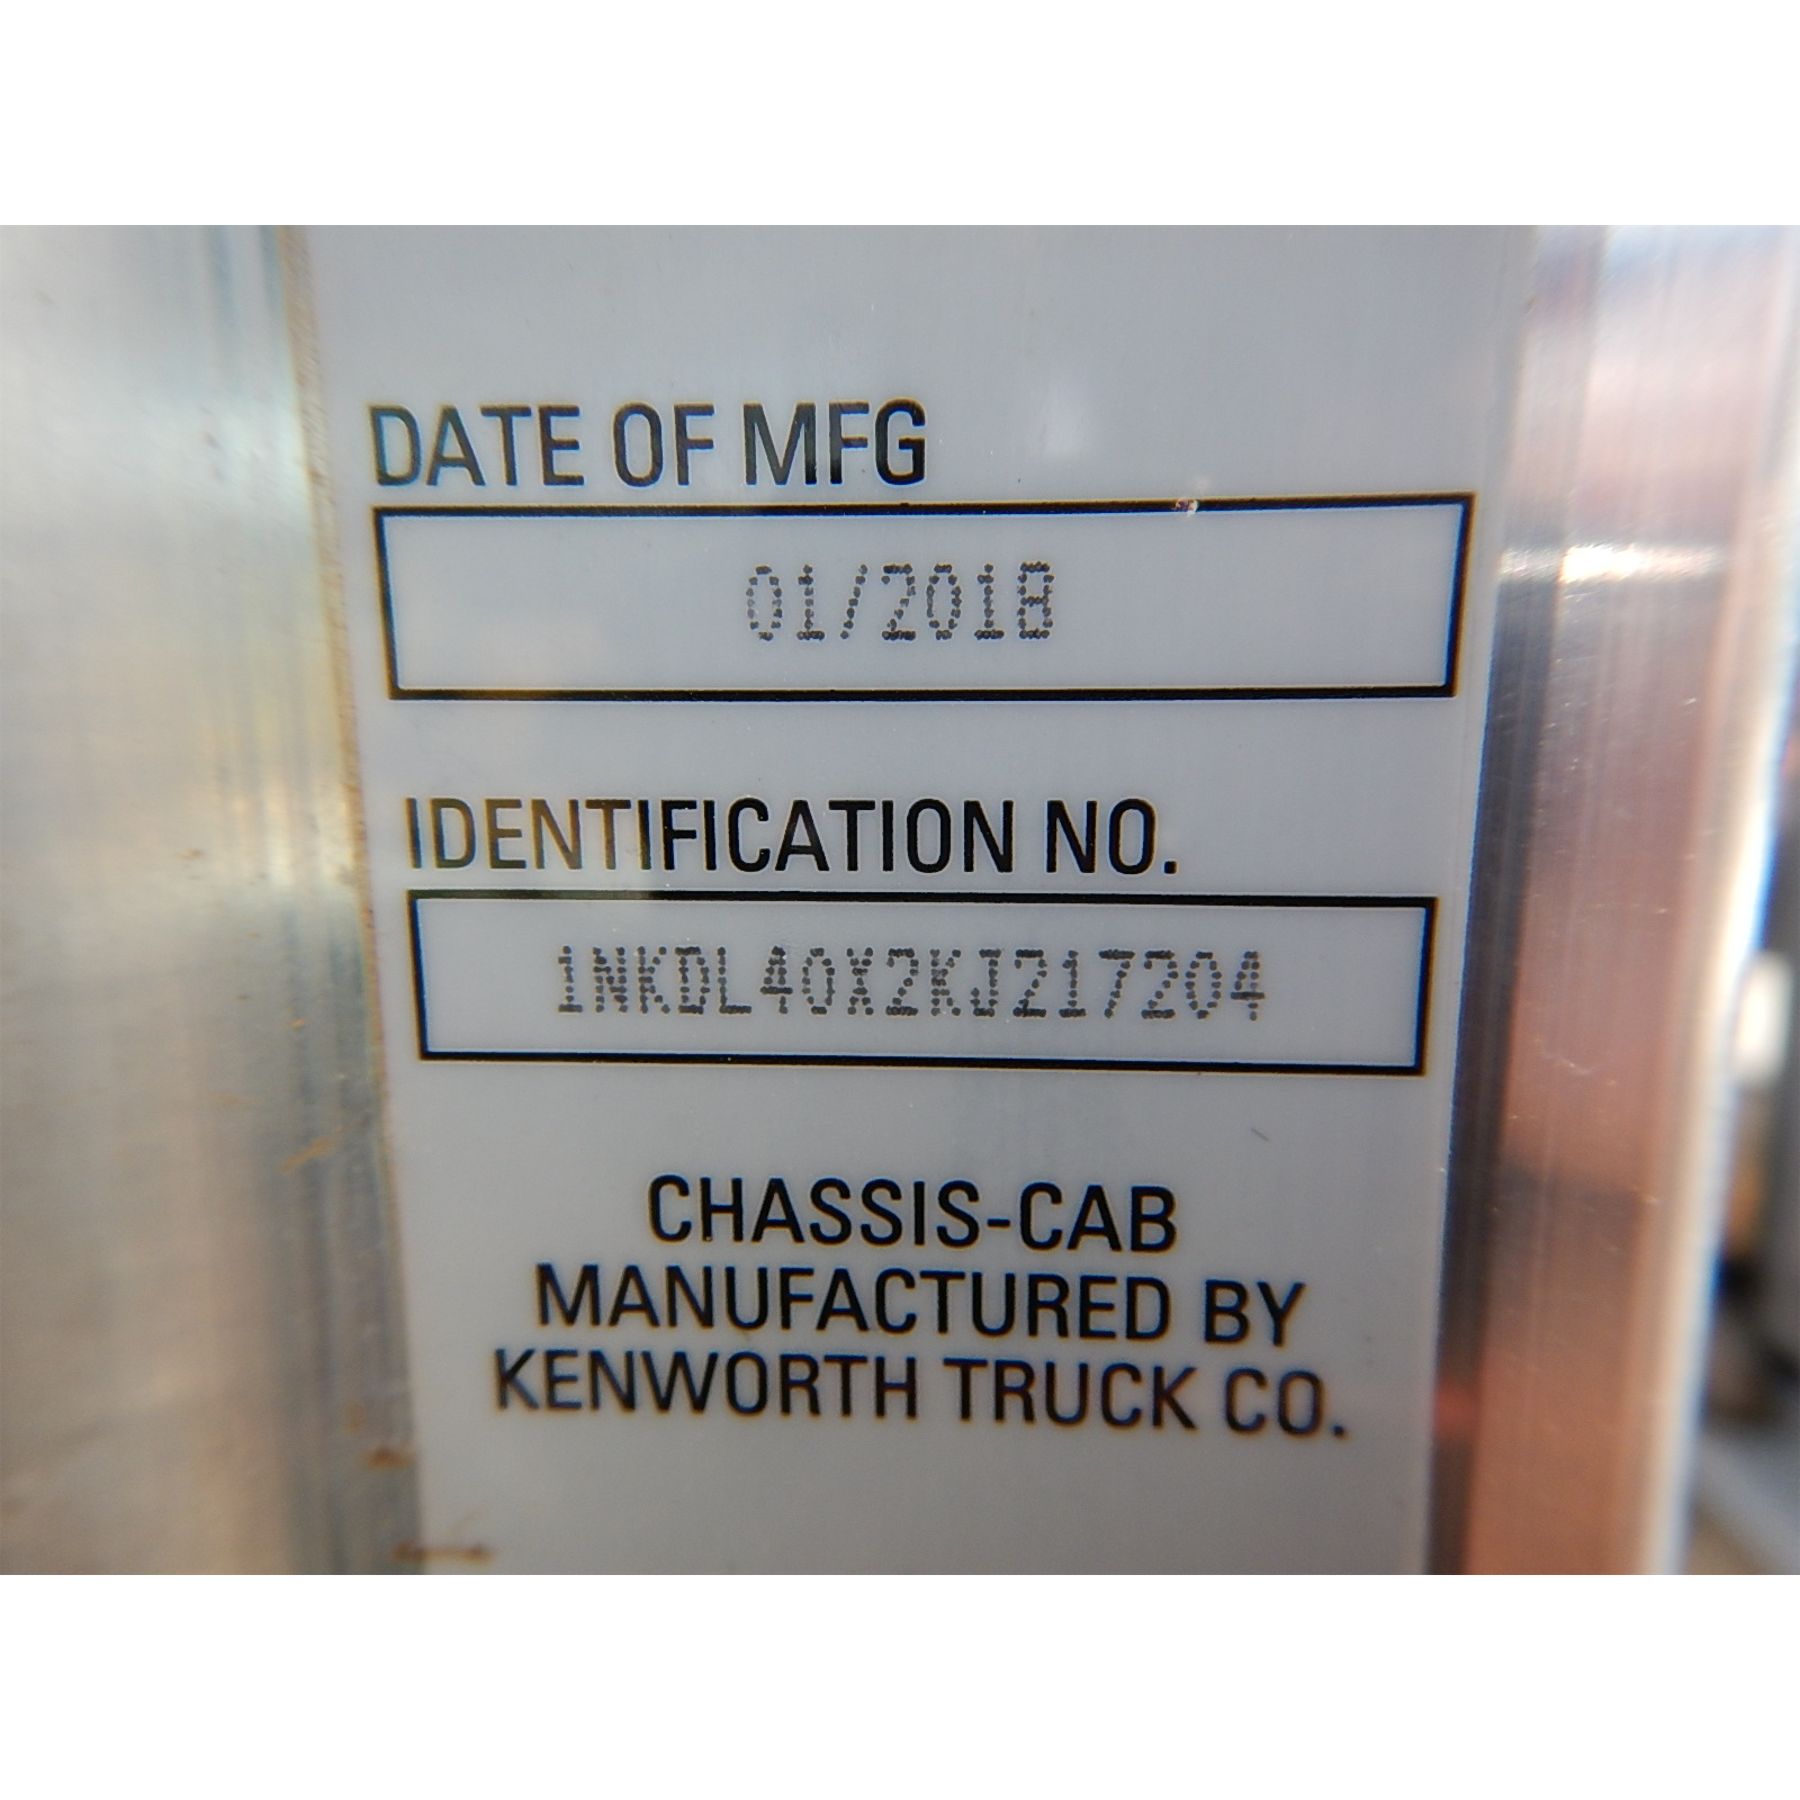 DATE OF MFG
01/2018
IDENTIFICATION NO.
1NKDL40X2KJ217204
CHASSIS-CAB
MANUFACTURED BY
KENWORTH TRUCK CO.